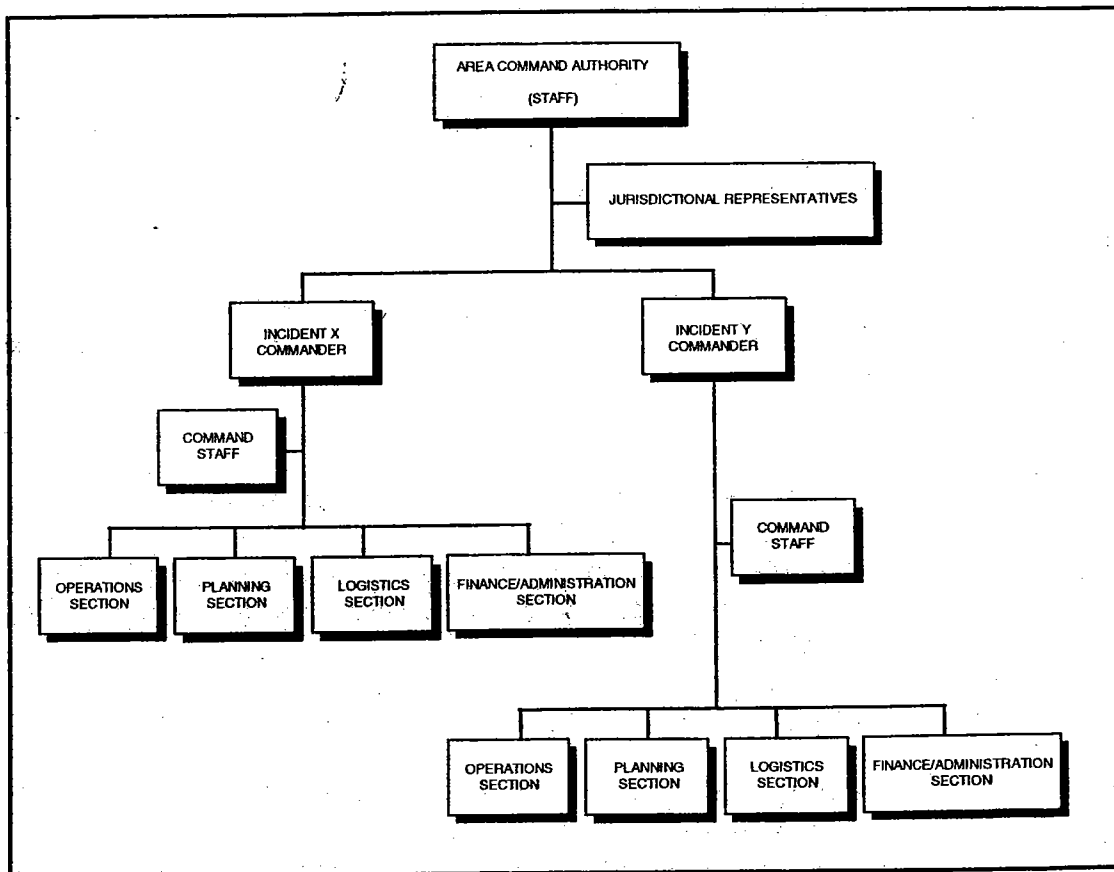 AREA COMMAND AUTHORITY
(STAFF)
JURISDICTIONAL REPRESENTATIVES
INCIDENT X
COMMANDER
INCIDENT Y
COMMANDER
COMMAND
STAFF
COMMAND
STAFF
OPERATIONS
SECTION
PLANNING
SECTION
LOGISTICS
SECTION
FINANCE/ADMINISTRATION
SECTION
OPERATIONS
SECTION
PLANNING
SECTION
LOGISTICS
SECTION
FINANCE/ADMINISTRATION
SECTION